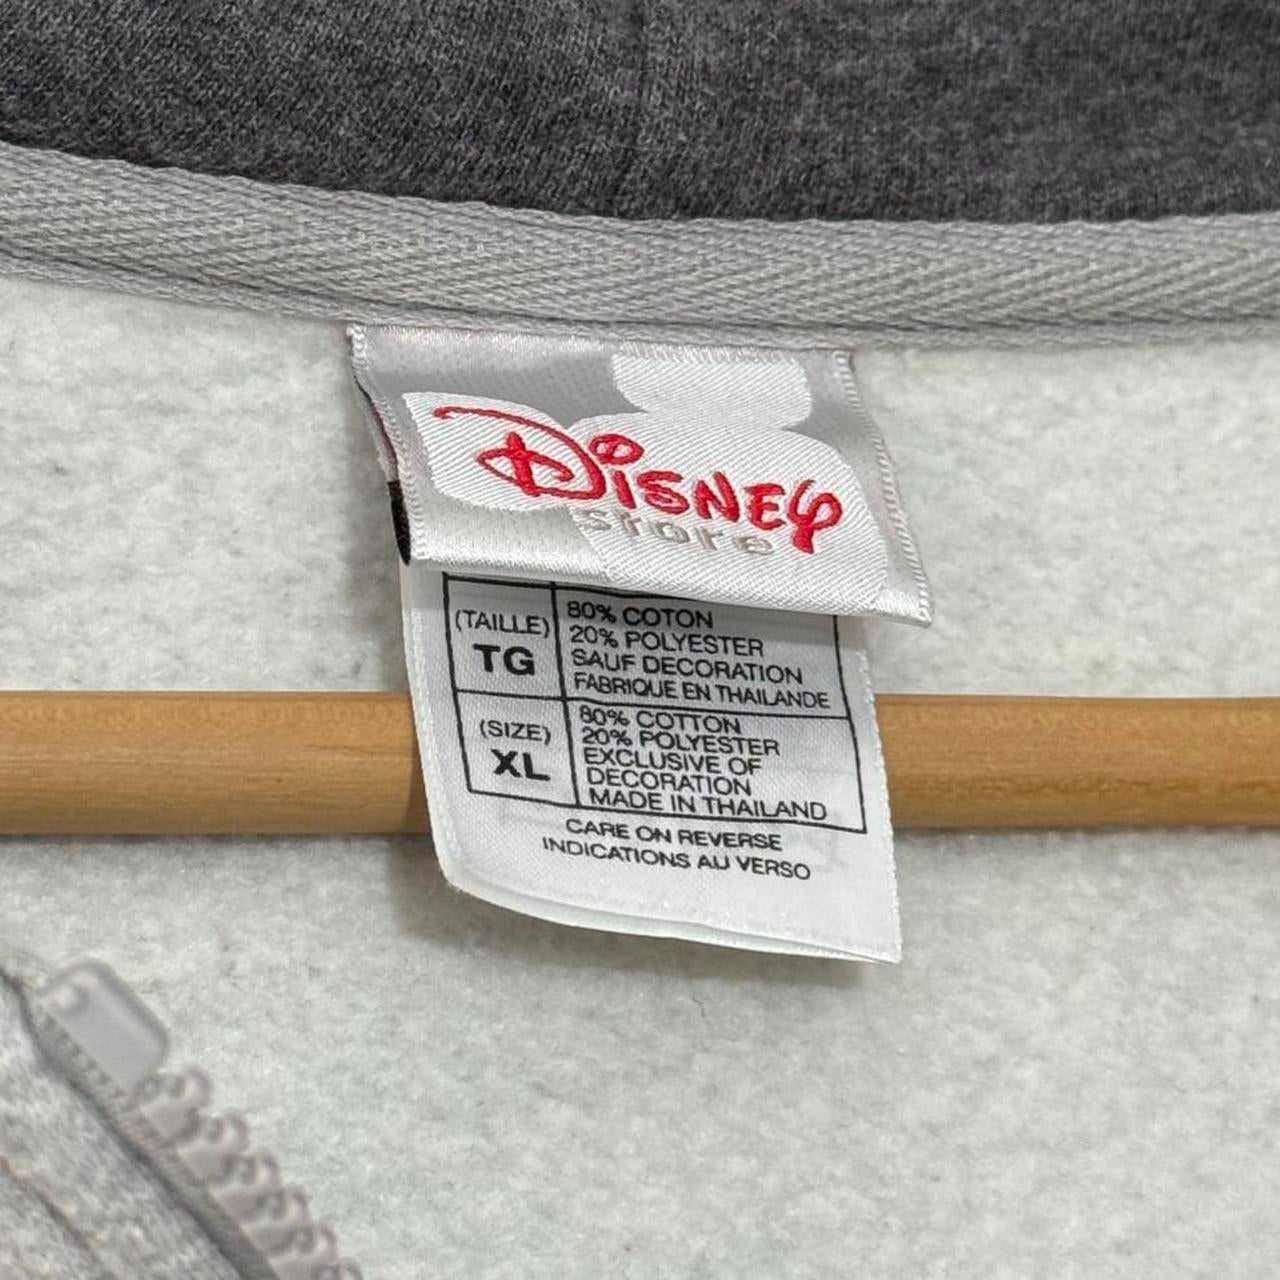 Disney
store
(TAILLE)
TG
80% COTON
20% POLYESTER
SAUF DECORATION
FABRIQUE EN THAILANDE
(SIZE)
XL
80% COTTON
20% POLYESTER
EXCLUSIVE OF
DECORATION
MADE IN THAILAND
CARE ON REVERSE
INDICATIONS AU VERSO